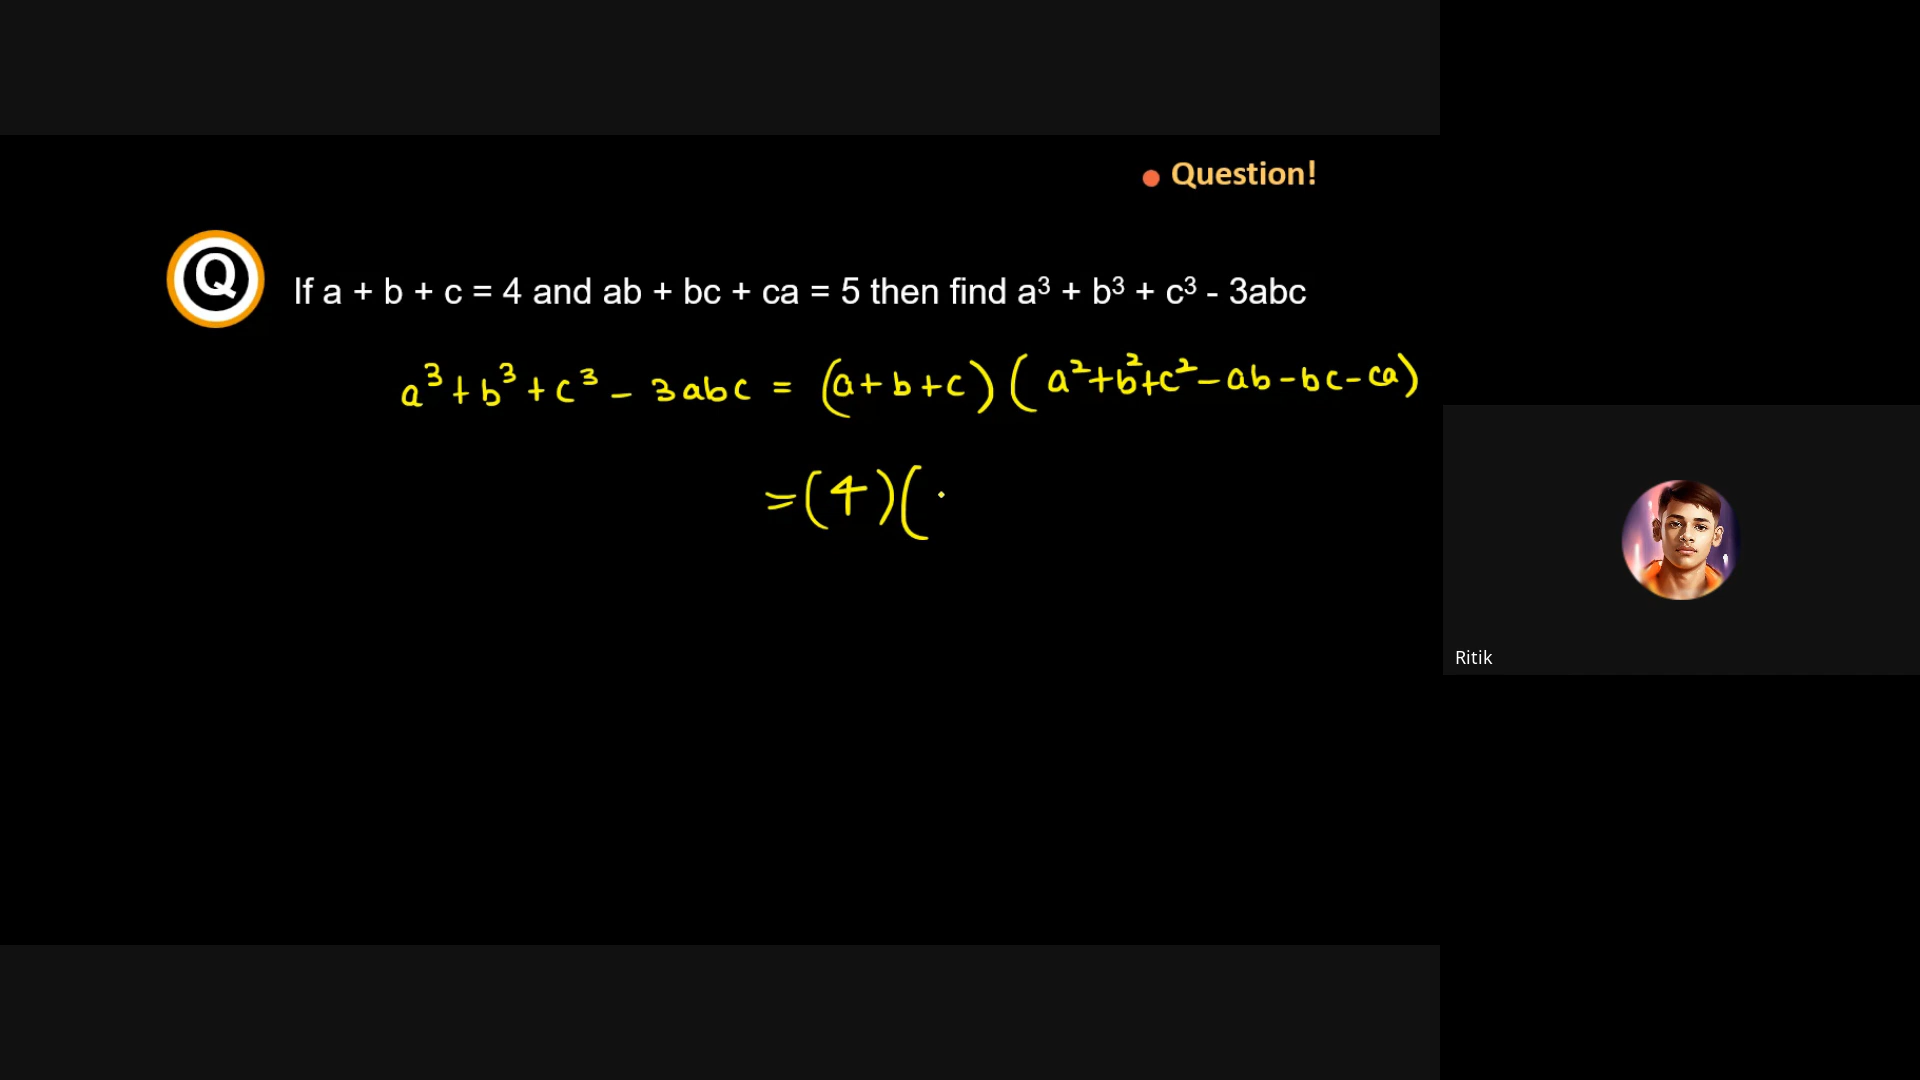 Question!
Q
If a + b + c = 4 and ab + bc + ca = 5 then find a³ + b³ + c³ - 3abc
a³ + b³ + c³ - 3abc = (a+b+c) (a²+b²+c²-ab-bc-ca)
=(4)(
Ritik